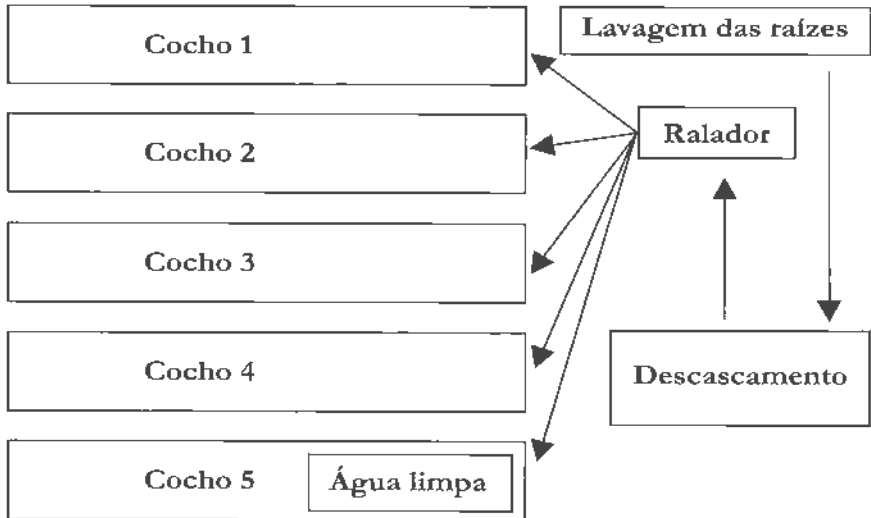 Cocho 1
Lavagem das raízes
Cocho 2
Ralador
Cocho 3
Cocho 4
Descascamento
Cocho 5
Água limpa